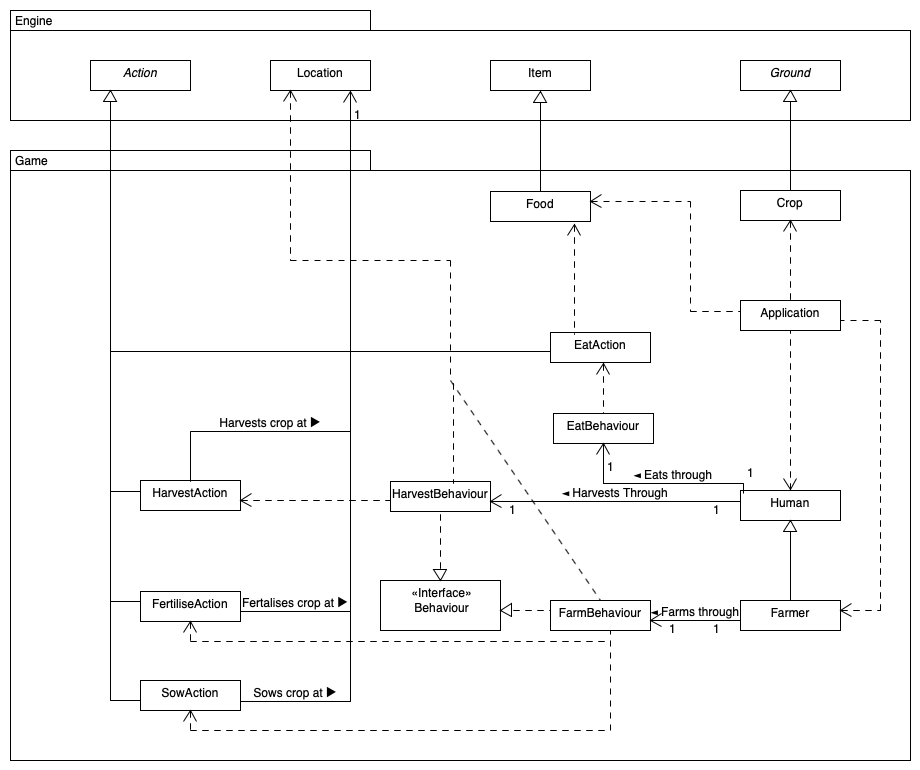 Engine
Action
Location
Item
Ground
1
Game
Food
Crop
Application
EatAction
EatBehaviour
Harvests crop at ▶
1
◄ Eats through
1
HarvestAction
HarvestBehaviour
◄ Harvests Through
1
1
Human
«Interface»
Behaviour
FertiliseAction
Fertalises crop at ▶
FarmBehaviour
◄ Farms through
1
1
Farmer
SowAction
Sows crop at ▶